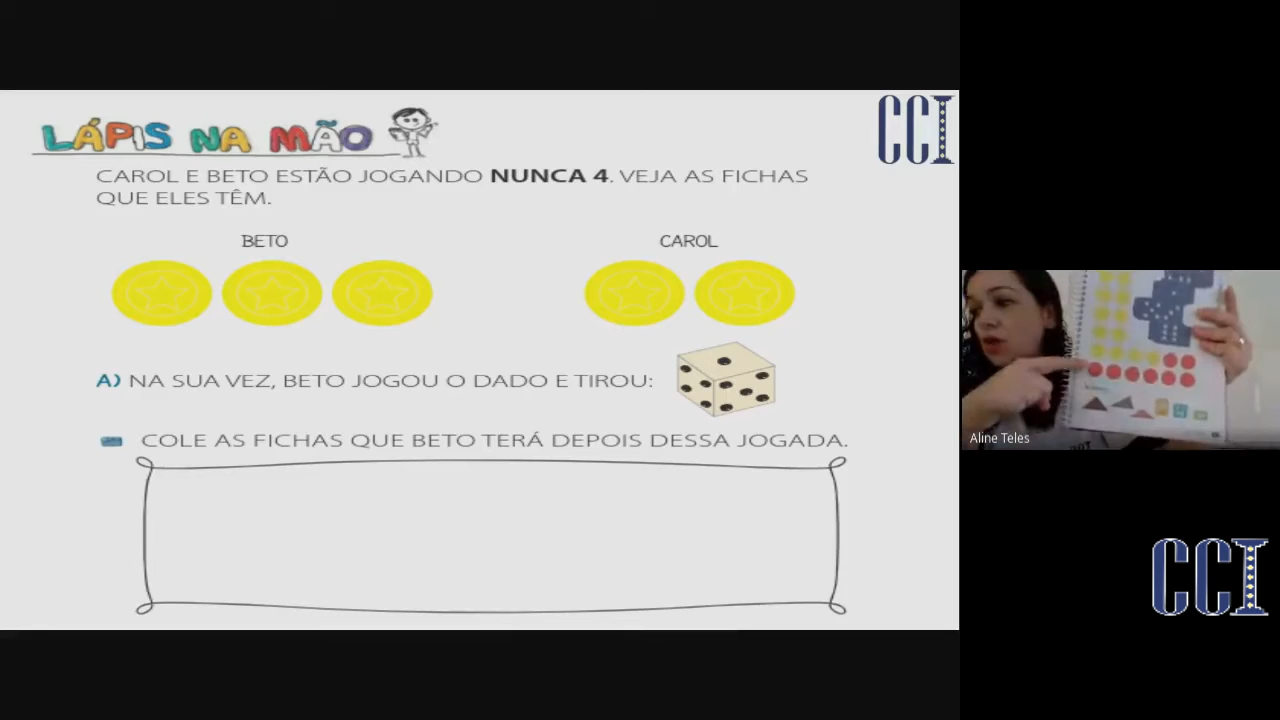 LÁPIS NA MÃO
CCI
CAROL E BETO ESTÃO JOGANDO NUNCA 4. VEJA AS FICHAS
QUE ELES TÊM.
BETO
CAROL
A) NA SUA VEZ, BETO JOGOU O DADO E TIROU:
COLE AS FICHAS QUE BETO TERÁ DEPOIS DESSA JOGADA.
Aline Teles
CCI